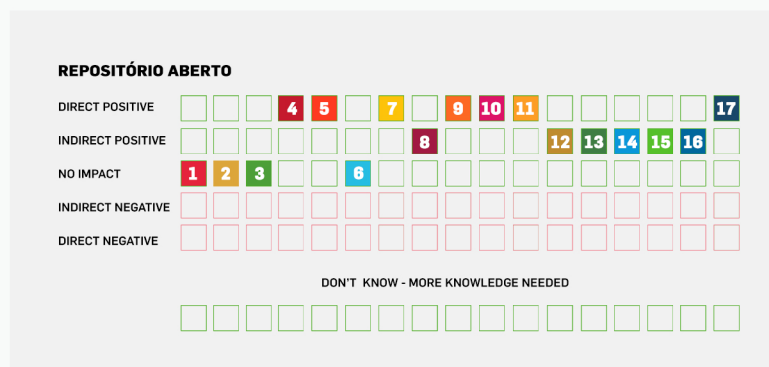 REPOSITÓRIO ABERTO
DIRECT POSITIVE 4 5 7 9 10 11 17
INDIRECT POSITIVE 8 12 13 14 15 16
NO IMPACT 1 2 3 6
INDIRECT NEGATIVE
DIRECT NEGATIVE
DON'T KNOW - MORE KNOWLEDGE NEEDED